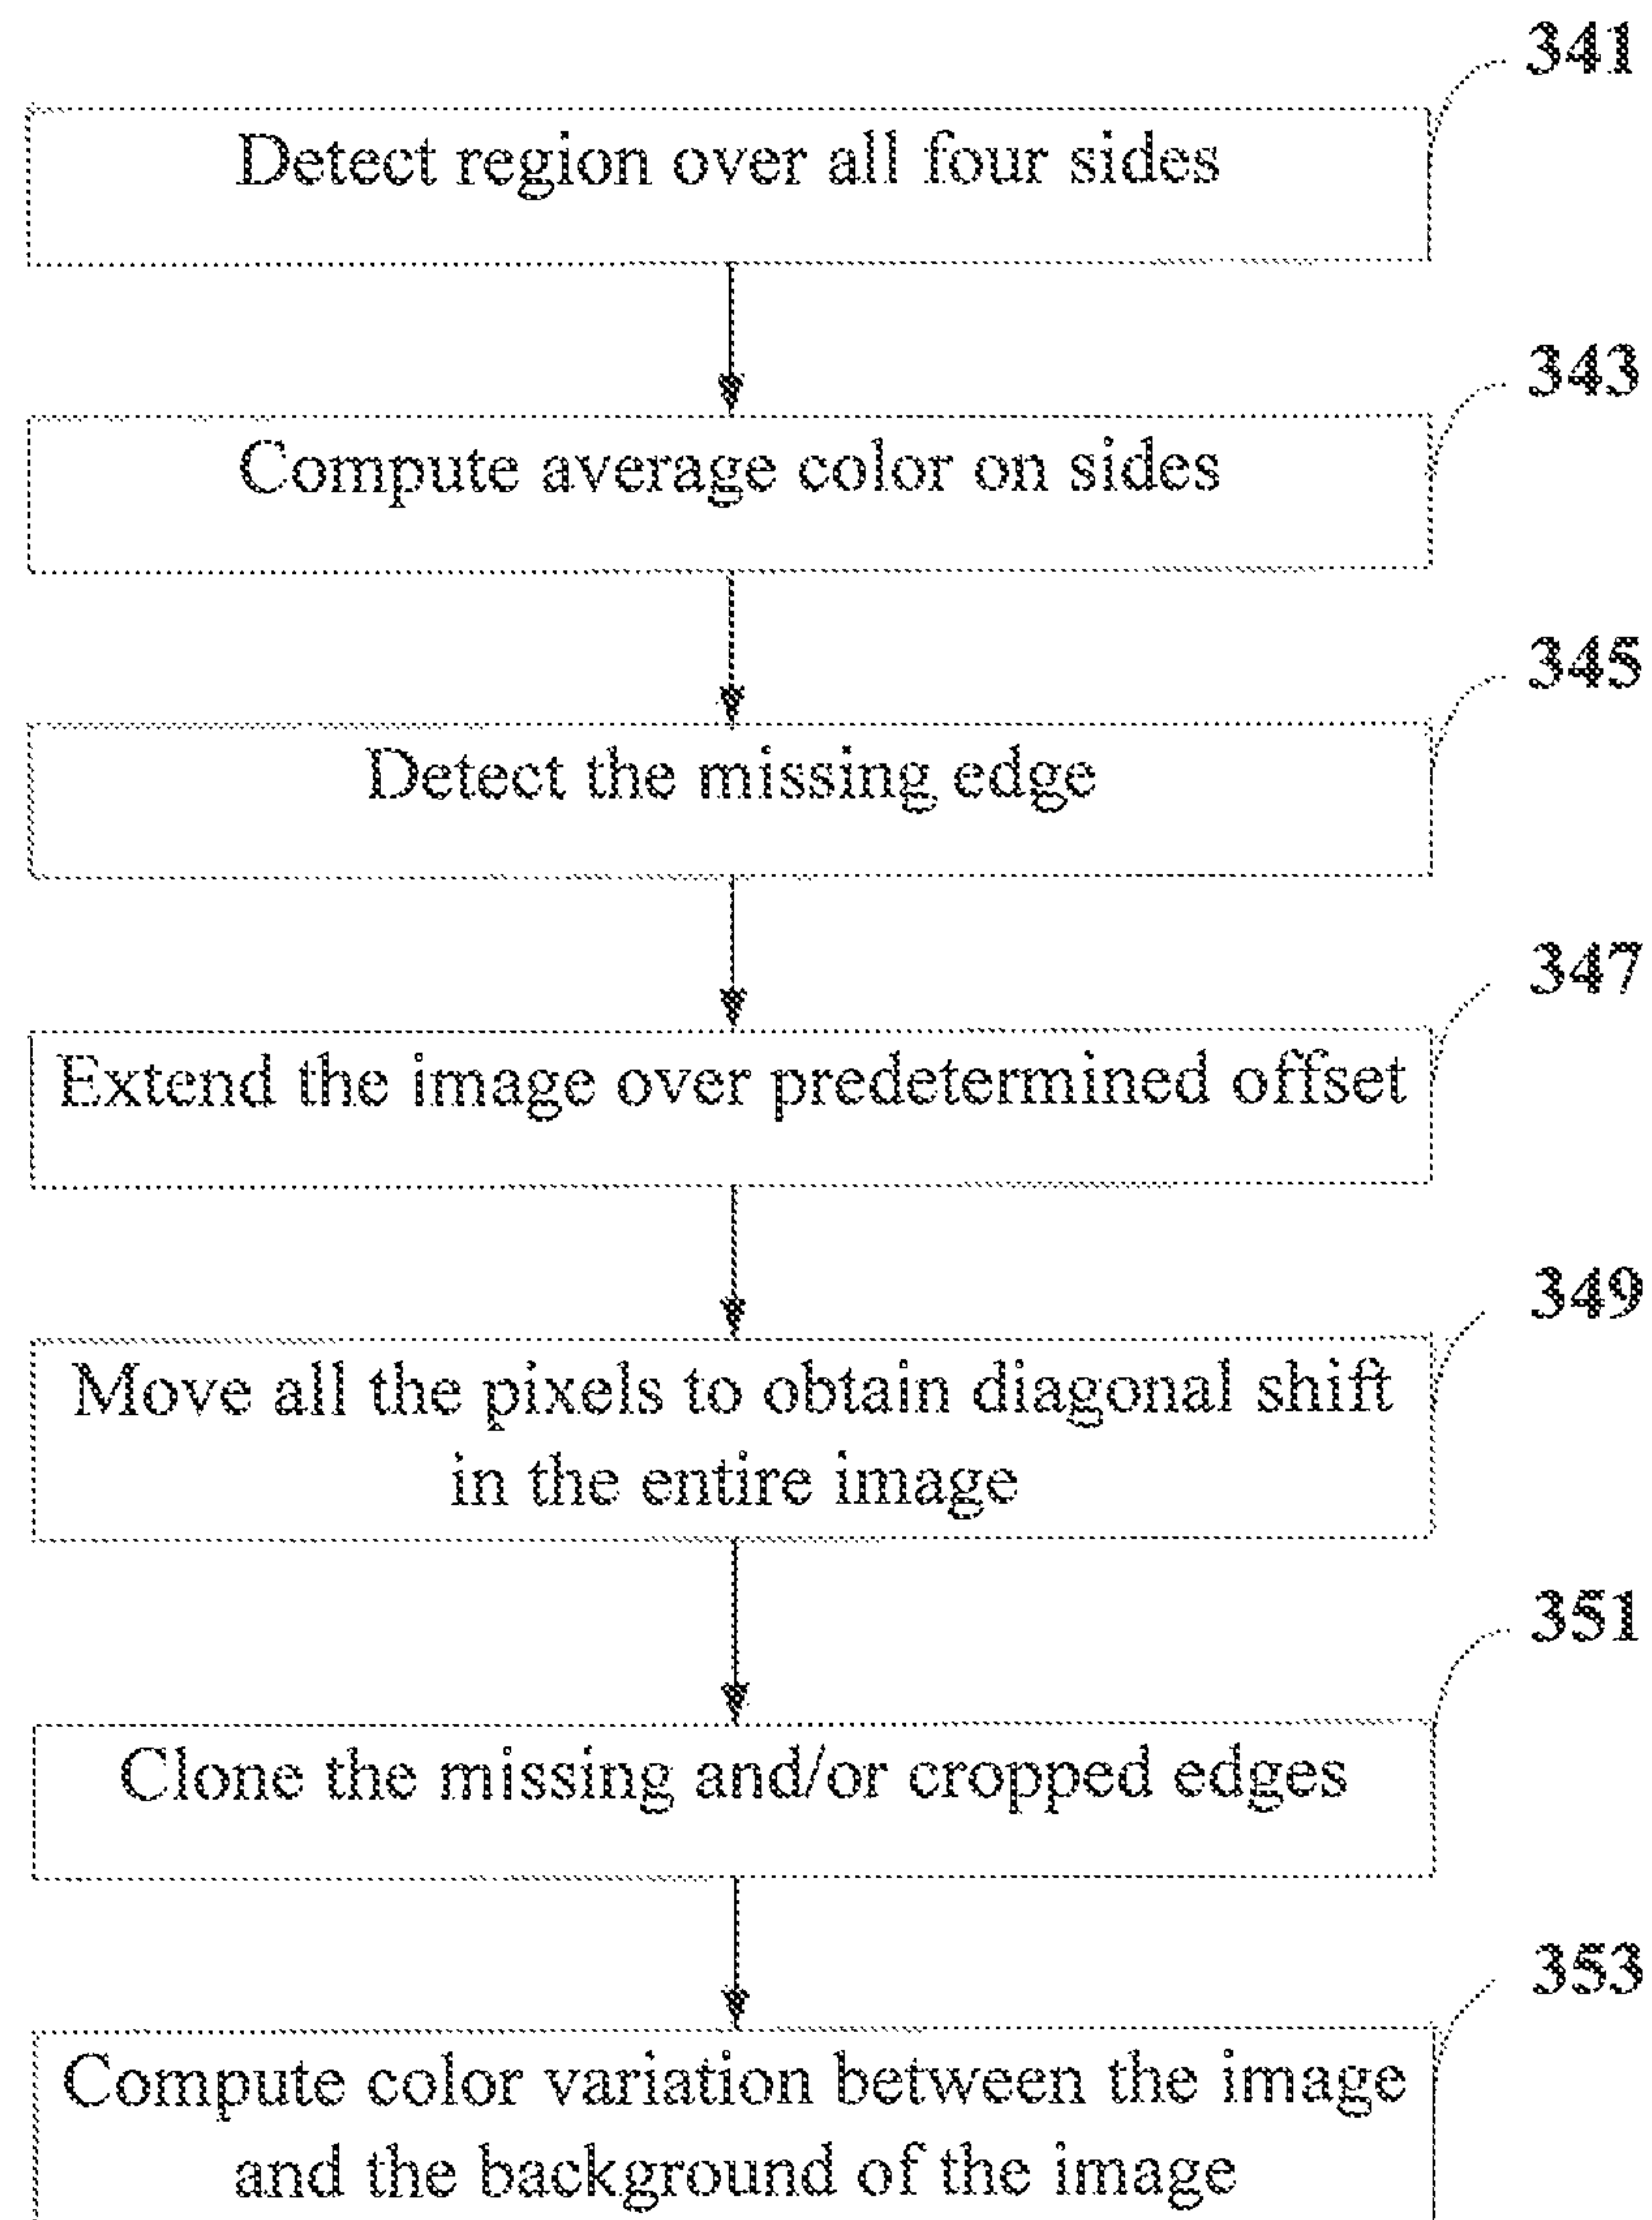 341
Detect region over all four sides
343
Compute average color on sides
345
Detect the missing edge
347
Extend the image over predetermined offset
349
Move all the pixels to obtain diagonal shift
in the entire image
351
Clone the missing and/or cropped edges
353
Compute color variation between the image
and the background of the image